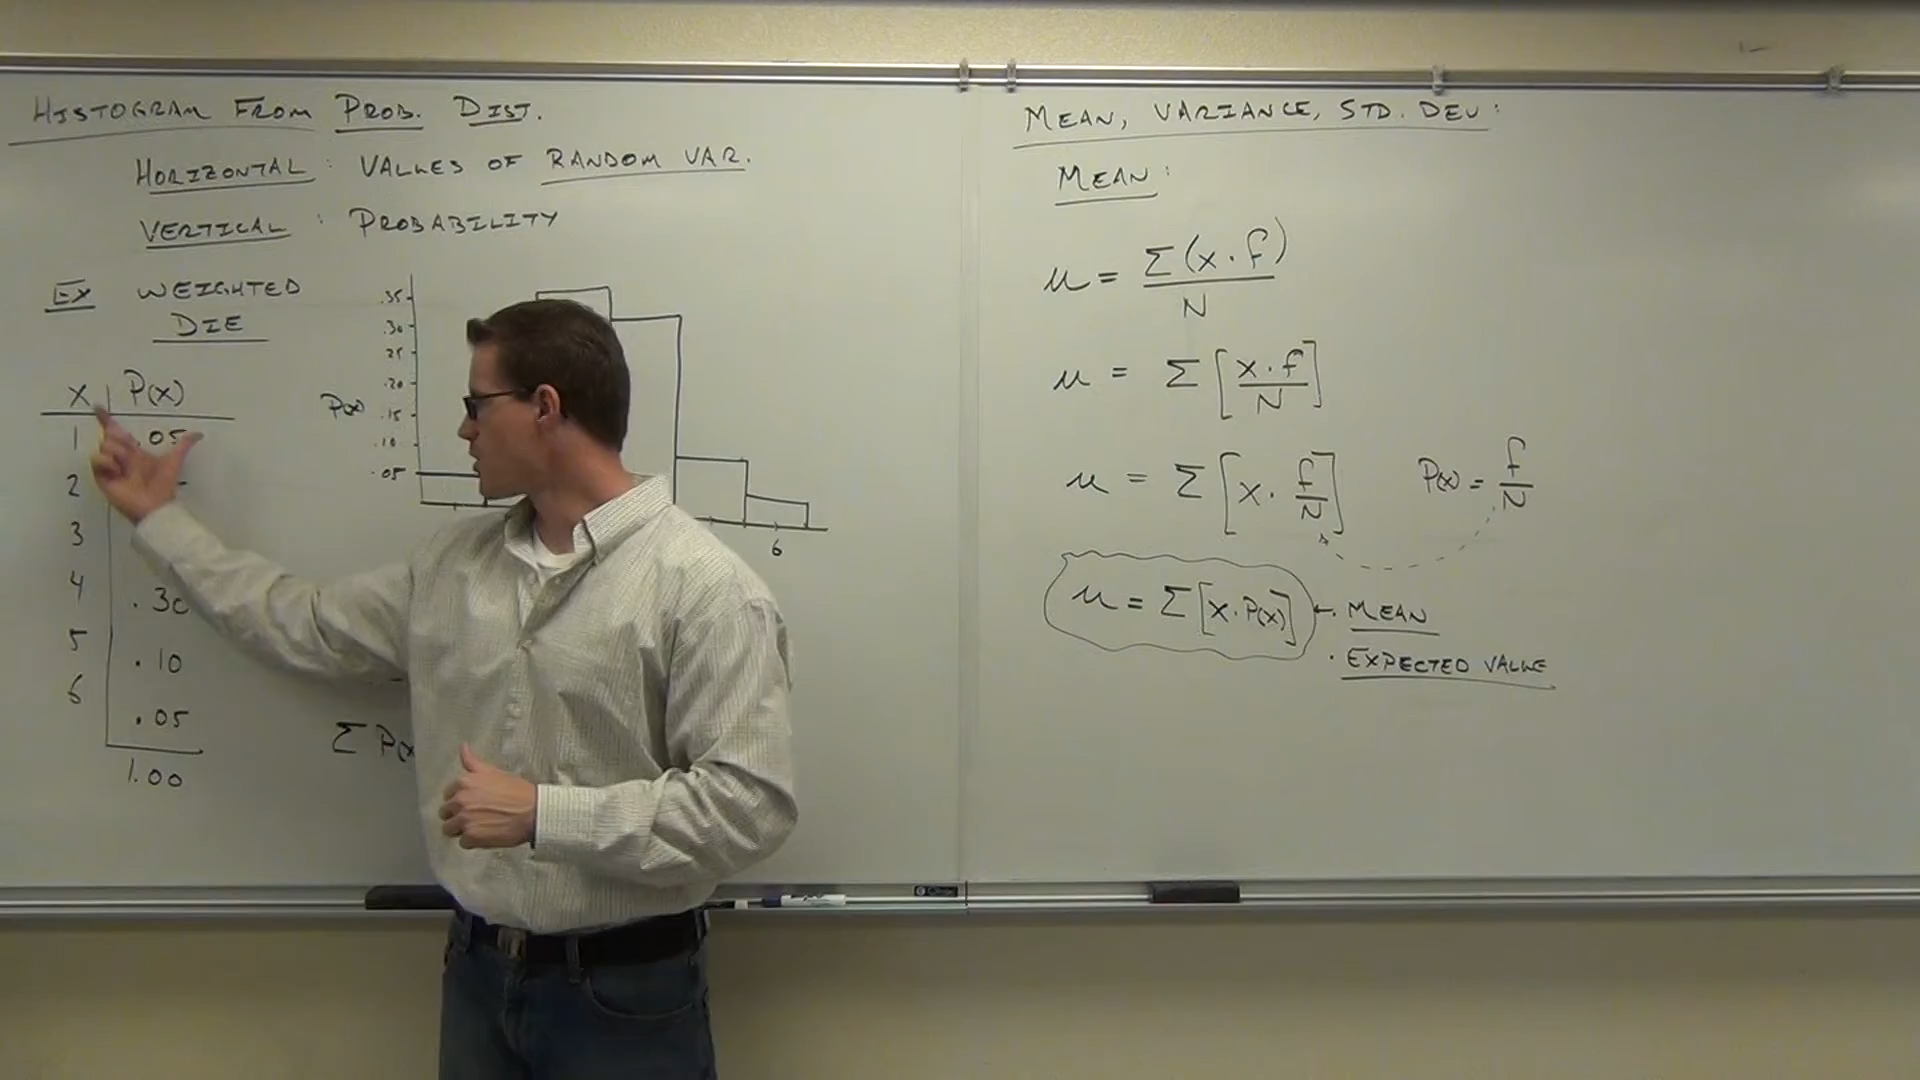 HISTOGRAM FROM PROB. DIST.
HORIZONTAL : VALUES OF RANDOM VAR.
VERTICAL : PROBABILITY
EX WEIGHTED
DIE
X P(X)
1 .05
2
3
4 .30
5 .10
6 .05
1.00
.35
.30
.25
.20
P(X) .15
.10
.05
6
Σ P(X
MEAN, VARIANCE, STD. DEV:
MEAN:
μ = Σ(x·f) / N
μ = Σ [x·f / N]
μ = Σ [x · f/N] P(x) = f/N
μ = Σ [x·P(x)] ← · MEAN
· EXPECTED VALUE